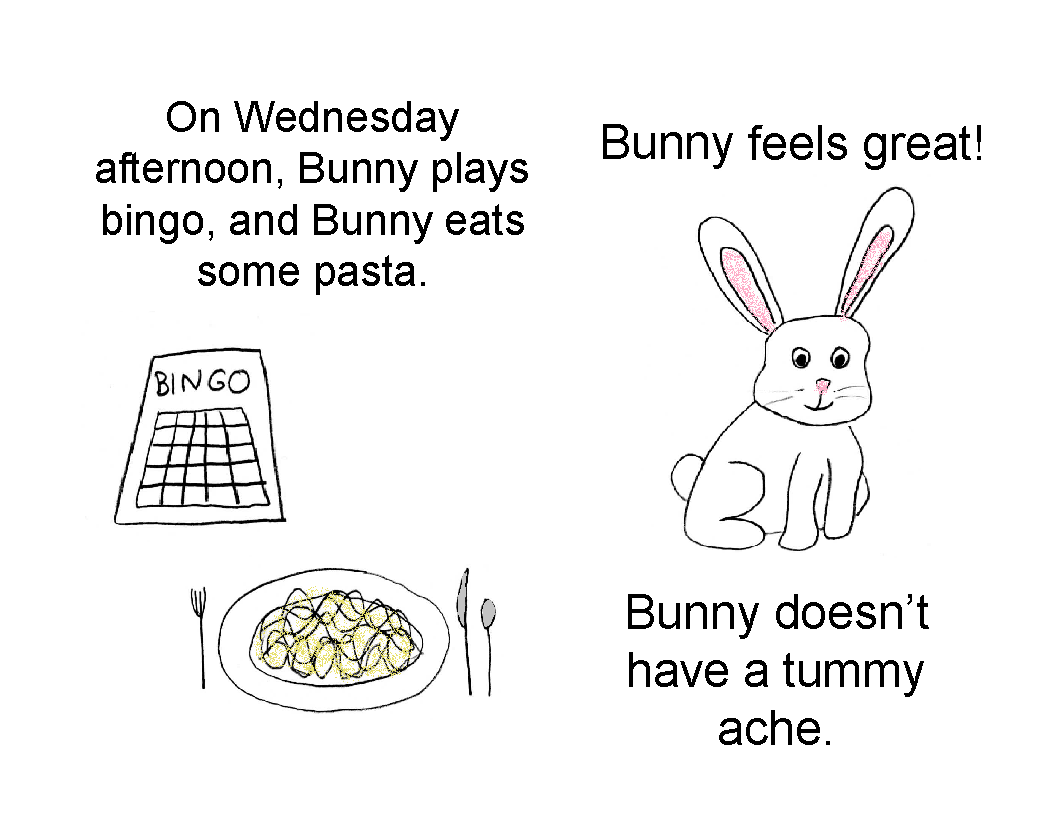 On Wednesday
afternoon, Bunny plays
bingo, and Bunny eats
some pasta.
BINGO
Bunny feels great!
Bunny doesn’t
have a tummy
ache.